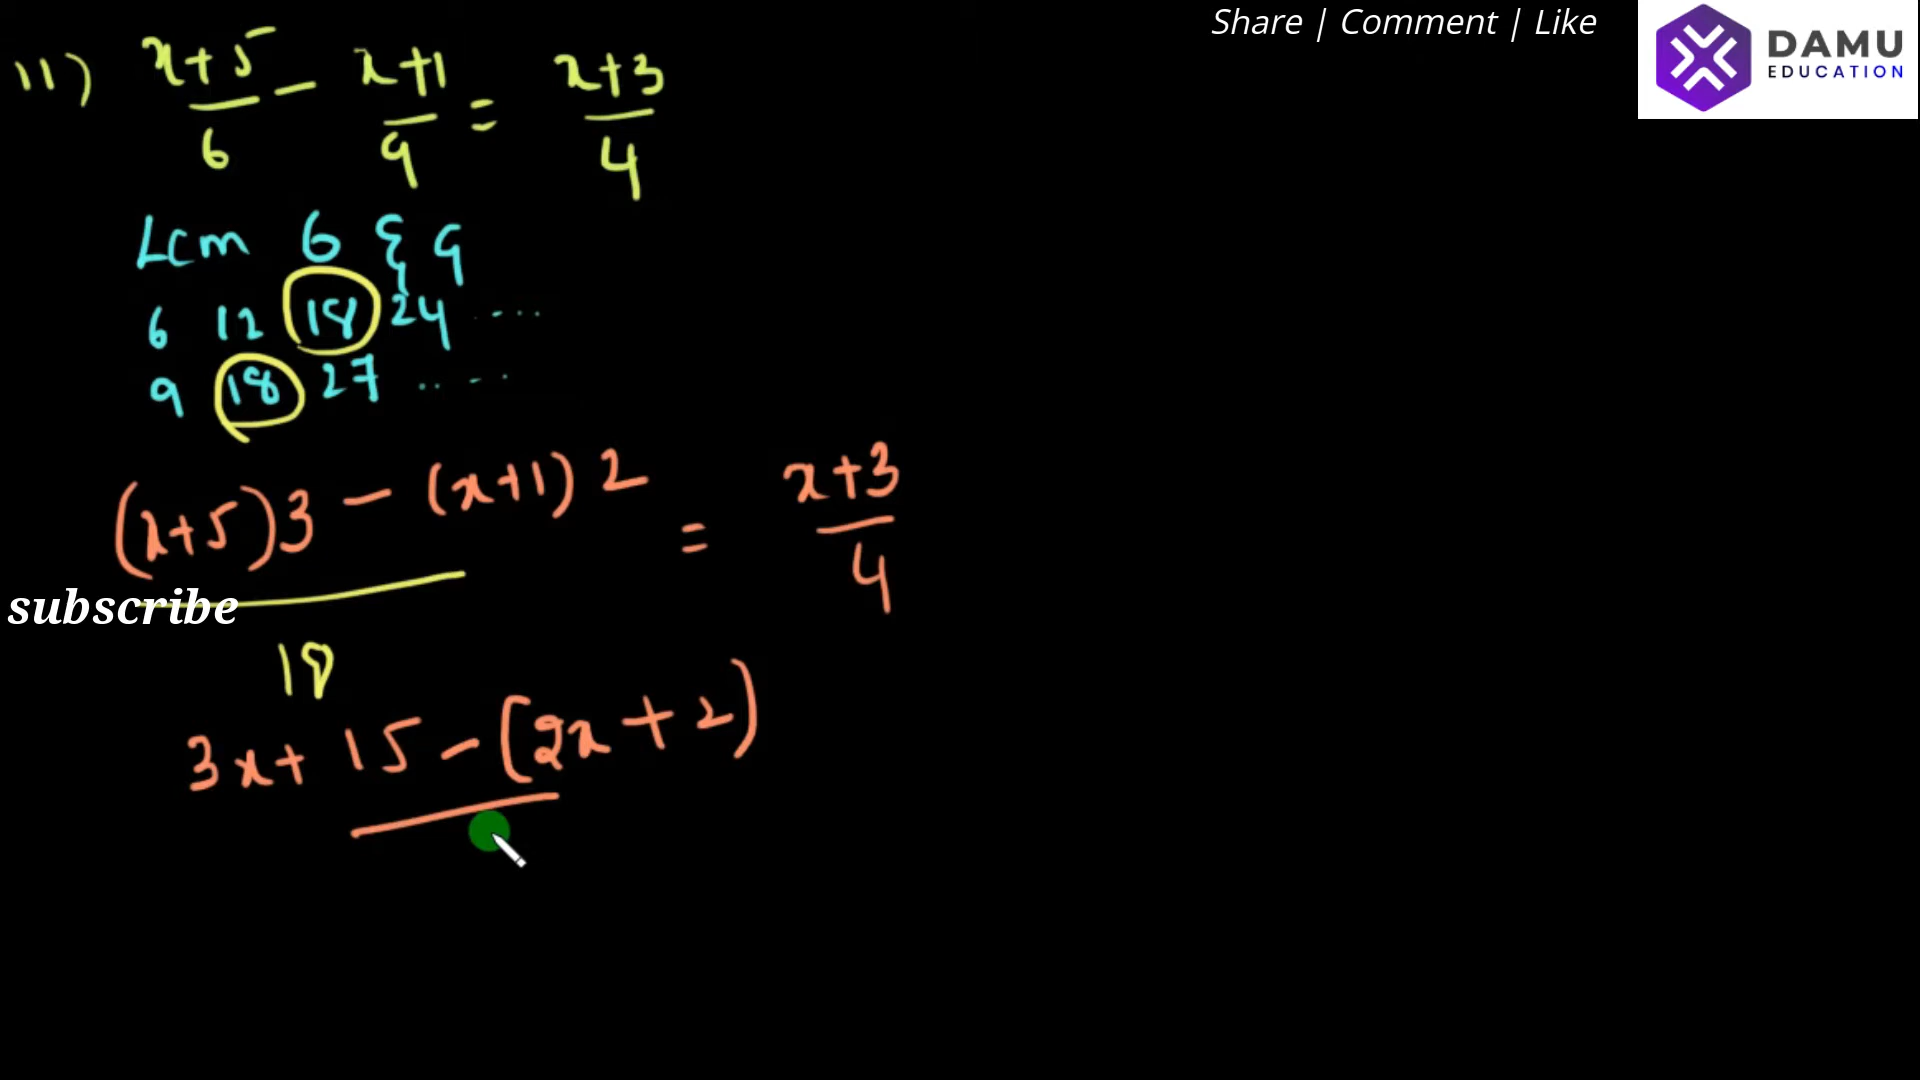 Share | Comment | Like
DAMU
EDUCATION
11) x+5/6 - x+1/9 = x+3/4
Lcm 6 & 9
6 12 18 24 ....
9 18 27 ....
(x+5)3 - (x+1)2 / 18 = x+3/4
subscribe
3x+15-(2x+2)